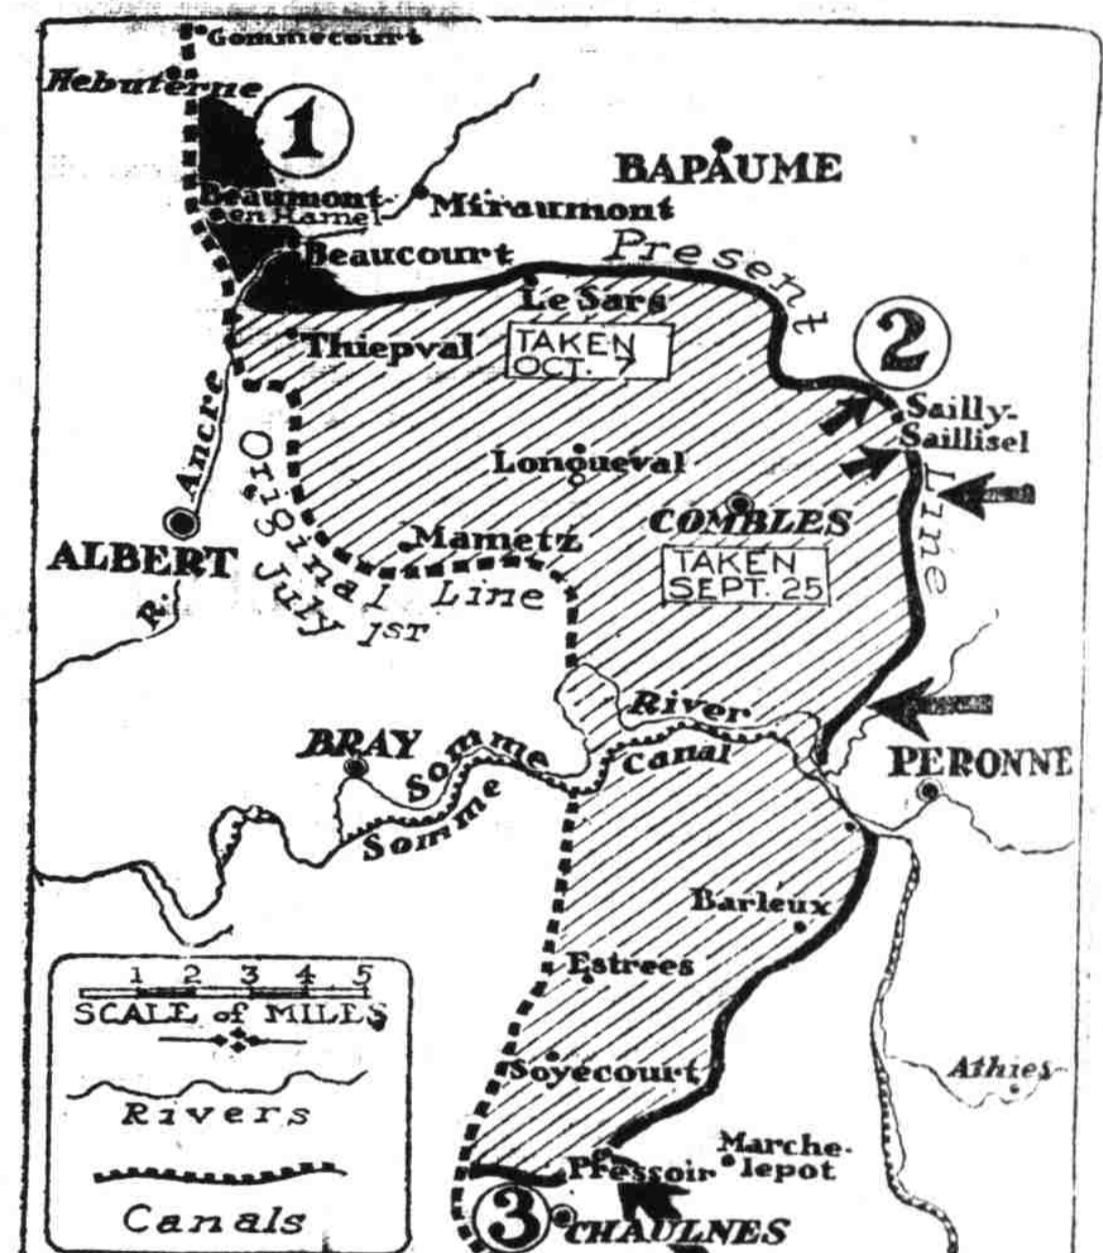 Gommecourt
Hebuterne
1
BAPAUME
Beaumont-
en Hamel
Miraumont
Beaucourt
Present
Le Sars
Thiepval
TAKEN
OCT. 7
2
Sailly-
Saillisel
Ancre
Longueval
Line
COMBLES
ALBERT
Original Line
Mametz
TAKEN
SEPT. 25
July 1ST
R.
River
BRAY
Somme
Canal
PERONNE
Somme
Barleux
1 2 3 4 5
SCALE of MILES
Estrees
Soyécourt
Athies
Rivers
Marche-
lepot
Pressoir
Canals
3
CHAULNES